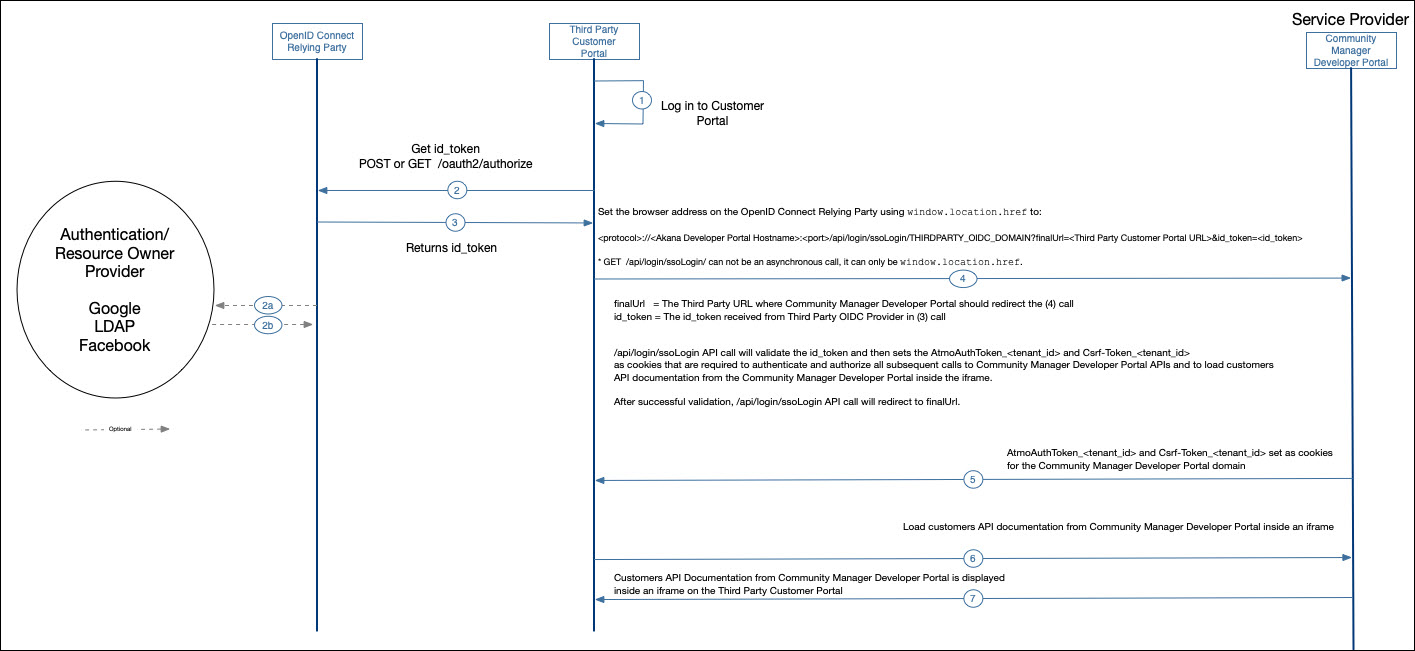 Service Provider
OpenID Connect
Relying Party
Third Party
Customer
Portal
Community
Manager
Developer Portal
1
Log in to Customer
Portal
Get id_token
POST or GET /oauth2/authorize
2
3
Returns id_token
Set the browser address on the OpenID Connect Relying Party using window.location.href to:
<protocol>://<Akana Developer Portal Hostname>:<port>/api/login/ssoLogin/THIRDPARTY_OIDC_DOMAIN?finalUrl=<Third Party Customer Portal URL>&id_token=<id_token>
* GET /api/login/ssoLogin/ can not be an asynchronous call, it can only be window.location.href.
4
Authentication/
Resource Owner
Provider
Google
LDAP
Facebook
2a
2b
Optional
finalUrl = The Third Party URL where Community Manager Developer Portal should redirect the (4) call
id_token = The id_token received from Third Party OIDC Provider in (3) call
/api/login/ssoLogin API call will validate the id_token and then sets the AtmoAuthToken_<tenant_id> and Csrf-Token_<tenant_id>
as cookies that are required to authenticate and authorize all subsequent calls to Community Manager Developer Portal APIs and to load customers
API documentation from the Community Manager Developer Portal inside the iframe.
After successful validation, /api/login/ssoLogin API call will redirect to finalUrl.
AtmoAuthToken_<tenant_id> and Csrf-Token_<tenant_id> set as cookies
for the Community Manager Developer Portal domain
5
Load customers API documentation from Community Manager Developer Portal inside an iframe
6
Customers API Documentation from Community Manager Developer Portal is displayed
inside an iframe on the Third Party Customer Portal
7